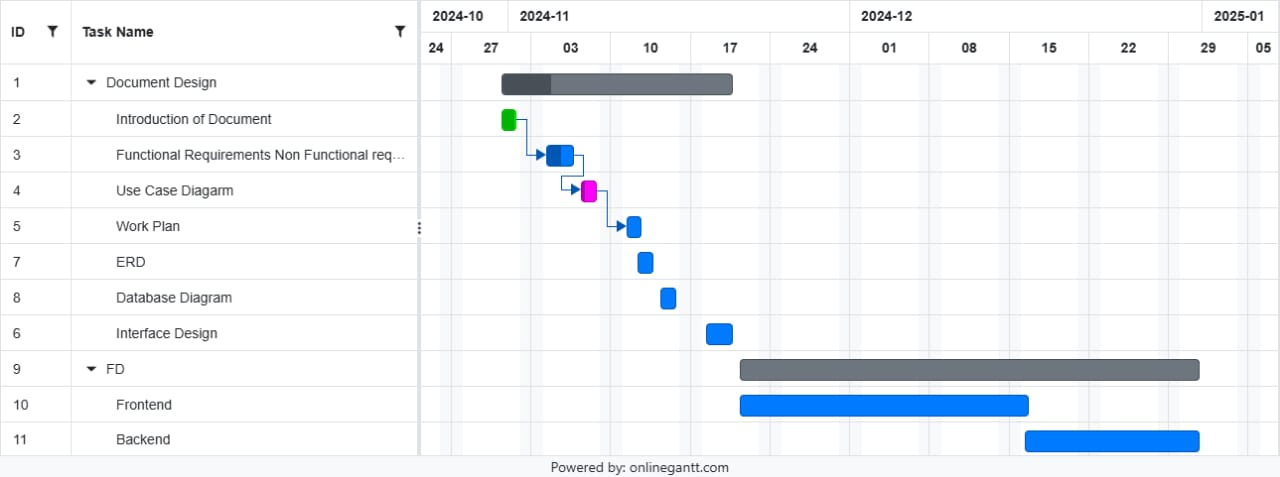 2024-10 2024-11 2024-12 2025-01
ID Task Name
24 27 03 10 17 24 01 08 15 22 29 05
1 Document Design
2 Introduction of Document
3 Functional Requirements Non Functional req...
4 Use Case Diagarm
5 Work Plan
7 ERD
8 Database Diagram
6 Interface Design
9 FD
10 Frontend
11 Backend
Powered by: onlinegantt.com